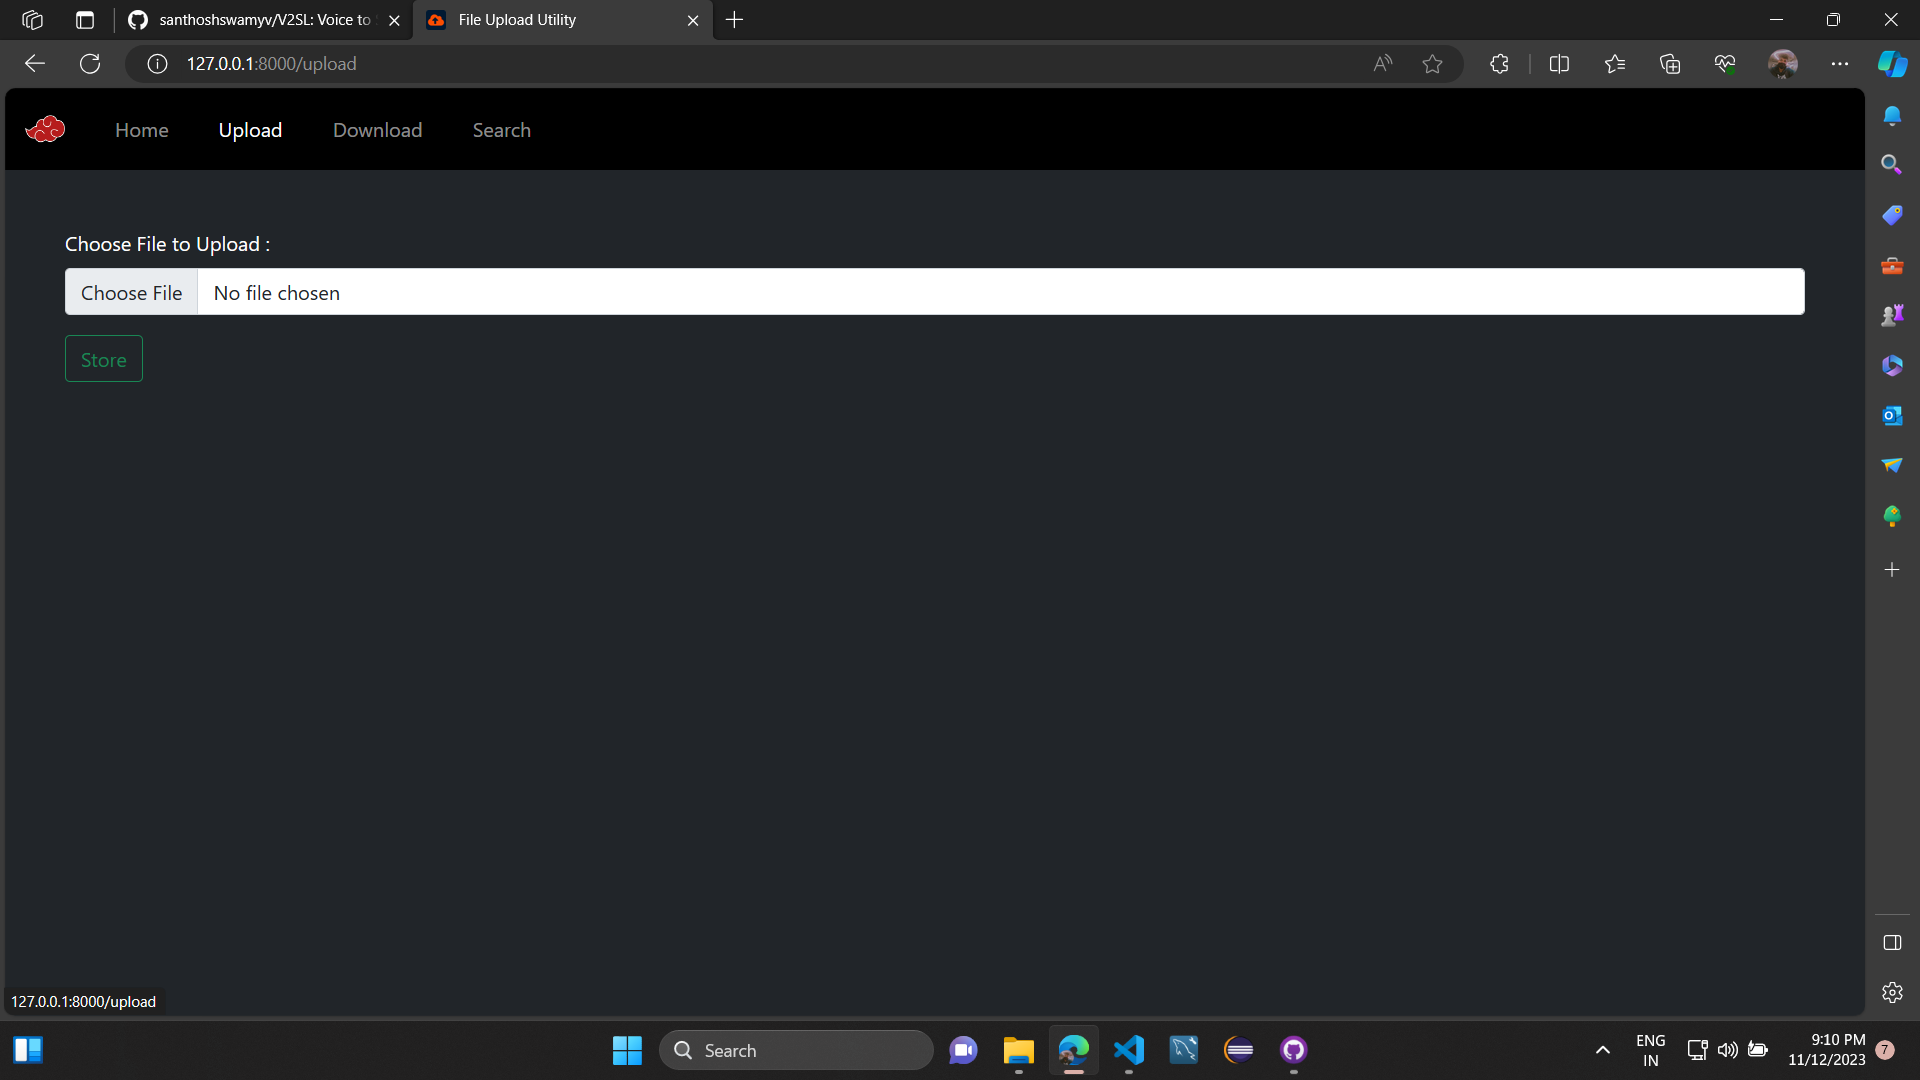 santhoshswamyv/V2SL: Voice to
File Upload Utility
127.0.0.1:8000/upload
Home
Upload
Download
Search
Choose File to Upload :
Choose File
No file chosen
Store
127.0.0.1:8000/upload
Search
ENG
IN
9:10 PM
11/12/2023
7